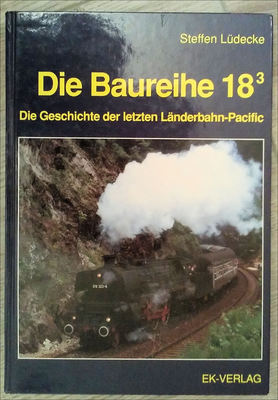 Steffen Lüdecke
Die Baureihe 18³
Die Geschichte der letzten Länderbahn-Pacific
EK-VERLAG